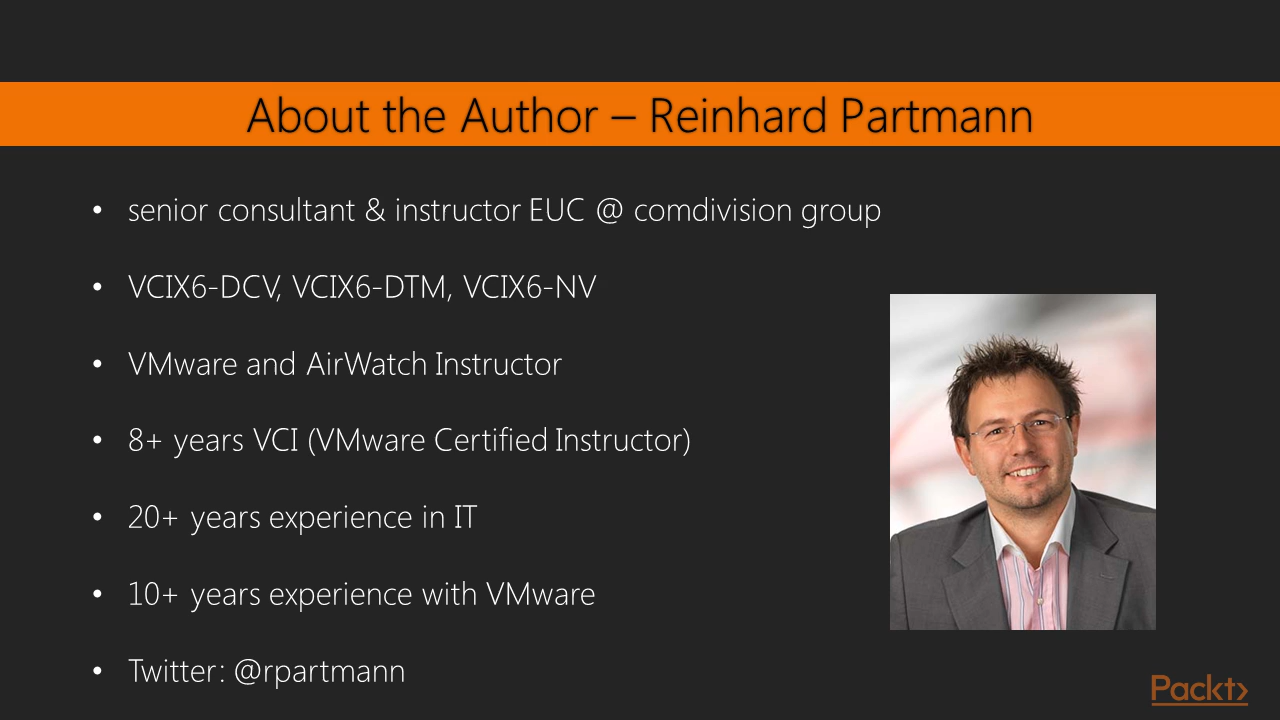 About the Author – Reinhard Partmann
• senior consultant & instructor EUC @ comdivision group
• VCIX6-DCV, VCIX6-DTM, VCIX6-NV
• VMware and AirWatch Instructor
• 8+ years VCI (VMware Certified Instructor)
• 20+ years experience in IT
• 10+ years experience with VMware
• Twitter: @rpartmann
Packt>